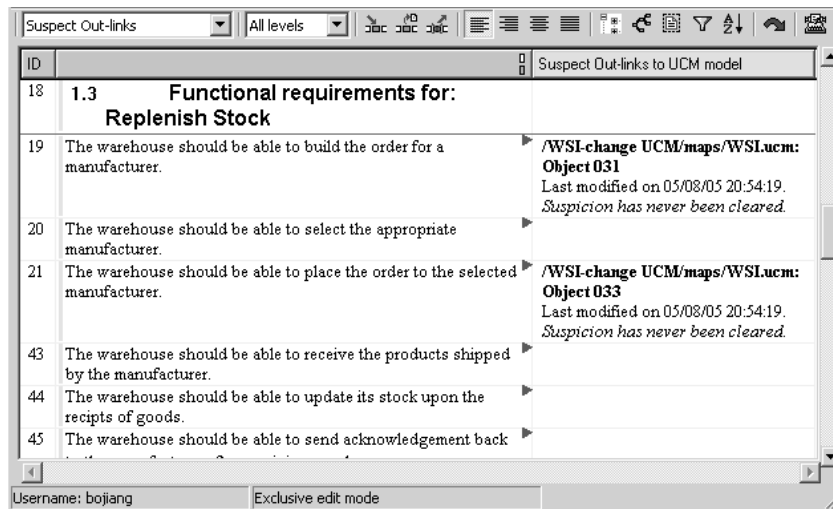 Suspect Out-links All levels
ID Suspect Out-links to UCM model
18 1.3 Functional requirements for:
Replenish Stock
19 The warehouse should be able to build the order for a /WSI-change UCM/maps/WSI.ucm:
manufacturer. Object 031
Last modified on 05/08/05 20:54:19.
Suspicion has never been cleared.
20 The warehouse should be able to select the appropriate
manufacturer.
21 The warehouse should be able to place the order to the selected /WSI-change UCM/maps/WSI.ucm:
manufacturer. Object 033
Last modified on 05/08/05 20:54:19.
Suspicion has never been cleared.
43 The warehouse should be able to receive the products shipped
by the manufacturer.
44 The warehouse should be able to update its stock upon the
recipts of goods.
45 The warehouse should be able to send acknowledgement back
Username: bojiang Exclusive edit mode